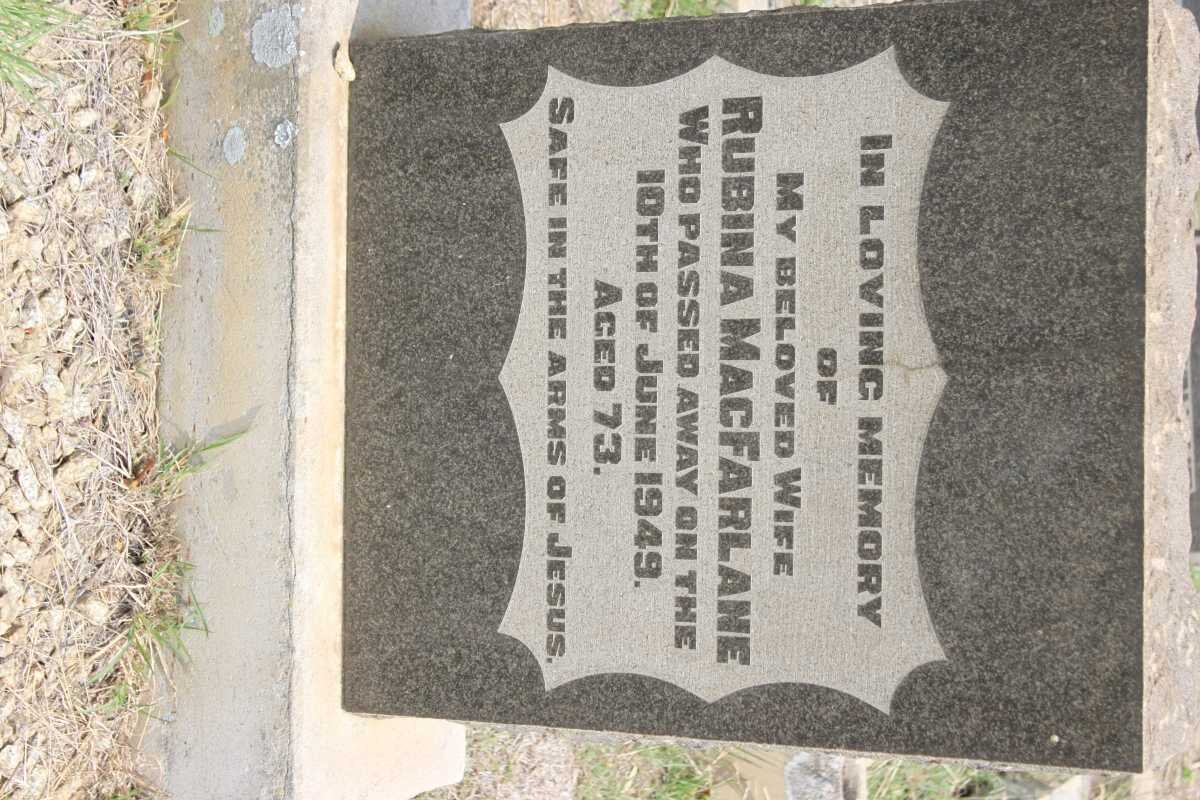 IN LOVING MEMORY
OF
MY BELOVED WIFE
RUBINA MACFARLANE
WHO PASSED AWAY ON THE
10TH OF JUNE 1949.
AGED 73.
SAFE IN THE ARMS OF JESUS.